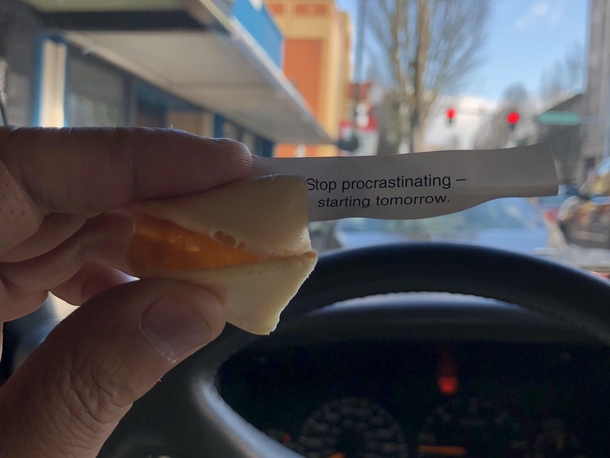 Stop procrastinating –
starting tomorrow.